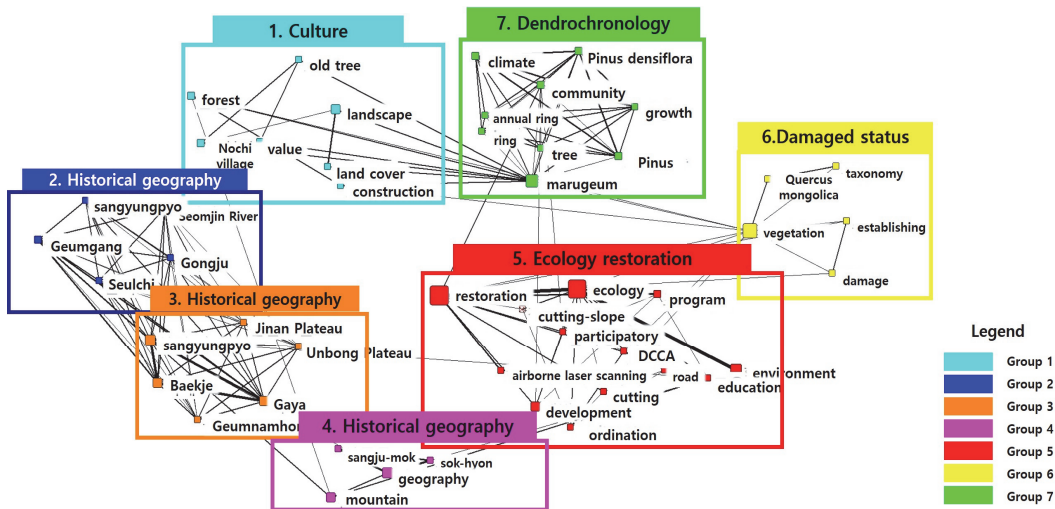 1. Culture
old tree
forest
landscape
Nochi
village
value
land cover
construction
7. Dendrochronology
climate
Pinus densiflora
community
annual ring
growth
ring
tree
Pinus
marugeum
6.Damaged status
Quercus
mongolica
taxonomy
vegetation
establishing
damage
2. Historical geography
sangyungpyo
Seomjin River
Geumgang
Gongju
Seulchi
3. Historical geography
Jinan Plateau
sangyungpyo
Unbong Plateau
Baekje
Gaya
Geumnamhon
4. Historical geography
sangju-mok
sok-hyon
geography
mountain
5. Ecology restoration
restoration
ecology
program
cutting-slope
participatory
DCCA
airborne laser scanning
road
environment
education
cutting
development
ordination
Legend
Group 1
Group 2
Group 3
Group 4
Group 5
Group 6
Group 7